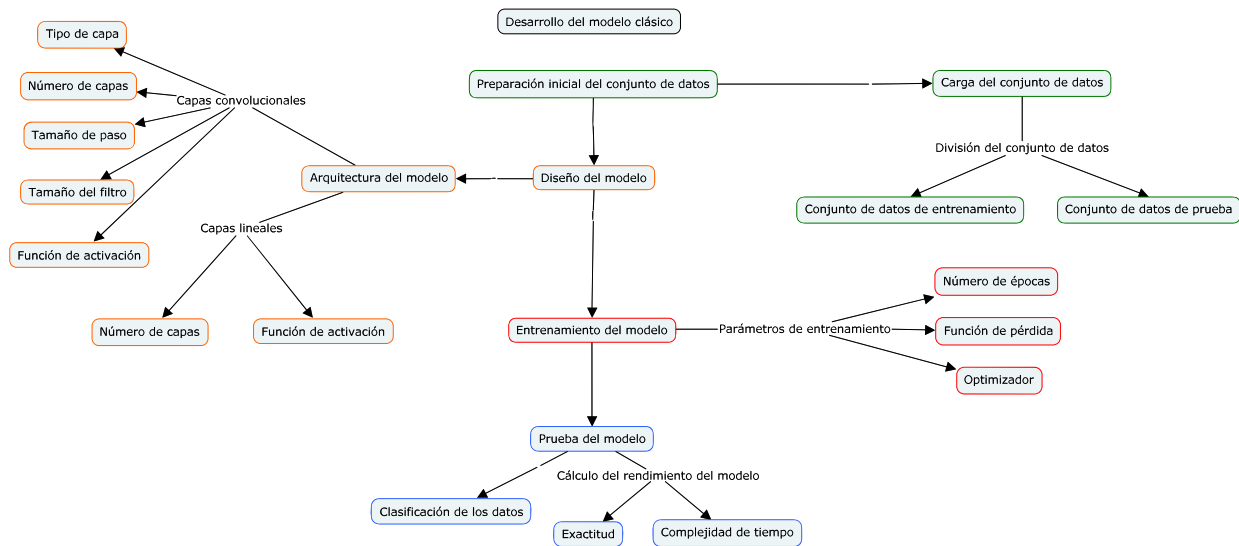 Desarrollo del modelo clásico
Tipo de capa
Número de capas
Capas convolucionales
Tamaño de paso
Tamaño del filtro
Función de activación
Preparación inicial del conjunto de datos
Carga del conjunto de datos
División del conjunto de datos
Conjunto de datos de entrenamiento
Conjunto de datos de prueba
Arquitectura del modelo
Diseño del modelo
Capas lineales
Número de capas
Función de activación
Entrenamiento del modelo
Parámetros de entrenamiento
Número de épocas
Función de pérdida
Optimizador
Prueba del modelo
Cálculo del rendimiento del modelo
Clasificación de los datos
Exactitud
Complejidad de tiempo